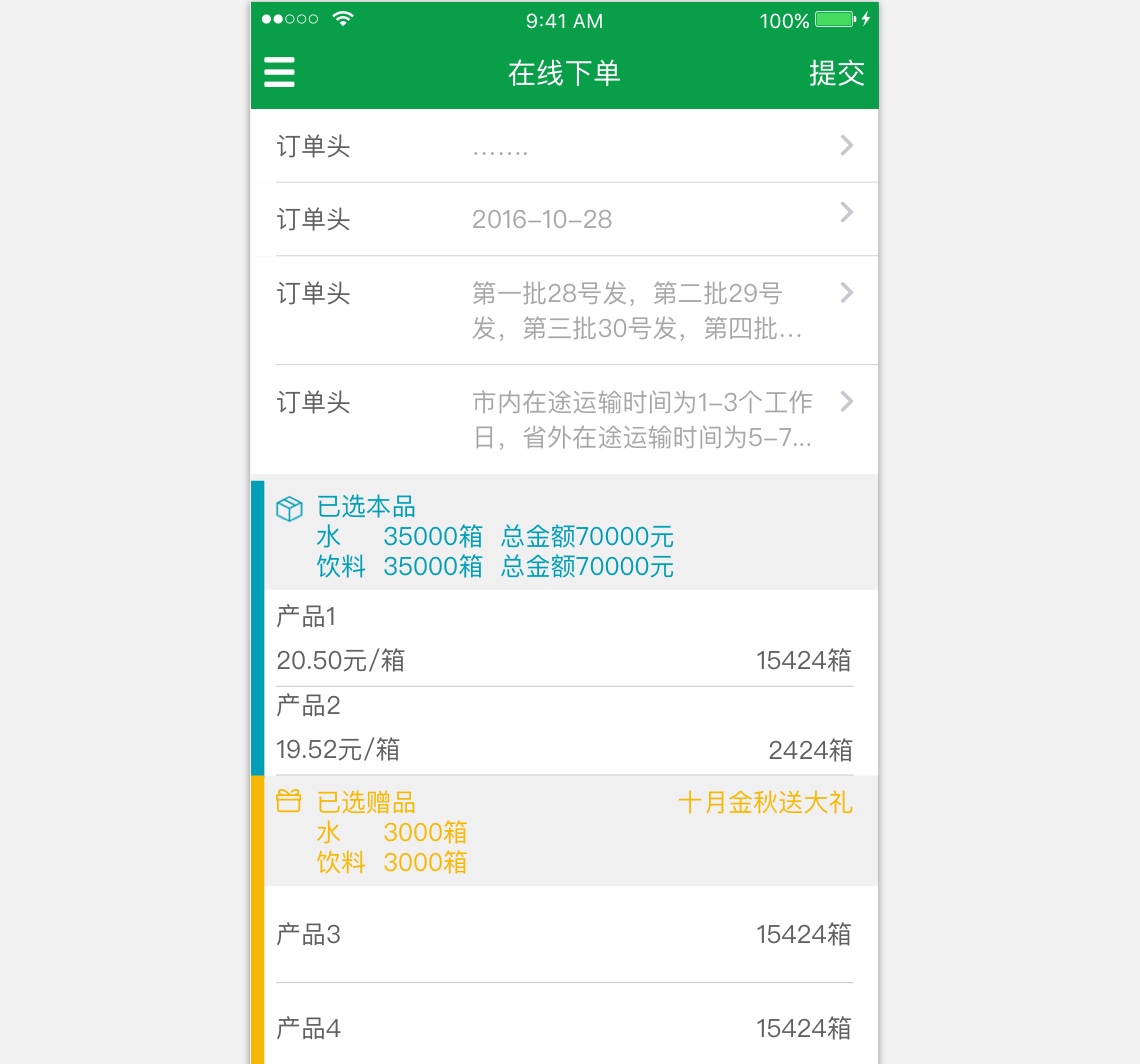 9:41 AM 100%
在线下单 提交
订单头 .......
订单头 2016-10-28
订单头 第一批28号发，第二批29号
发，第三批30号发，第四批...
订单头 市内在途运输时间为1-3个工作
日，省外在途运输时间为5-7...
已选本品
水 35000箱 总金额70000元
饮料 35000箱 总金额70000元
产品1
20.50元/箱 15424箱
产品2
19.52元/箱 2424箱
已选赠品 十月金秋送大礼
水 3000箱
饮料 3000箱
产品3 15424箱
产品4 15424箱